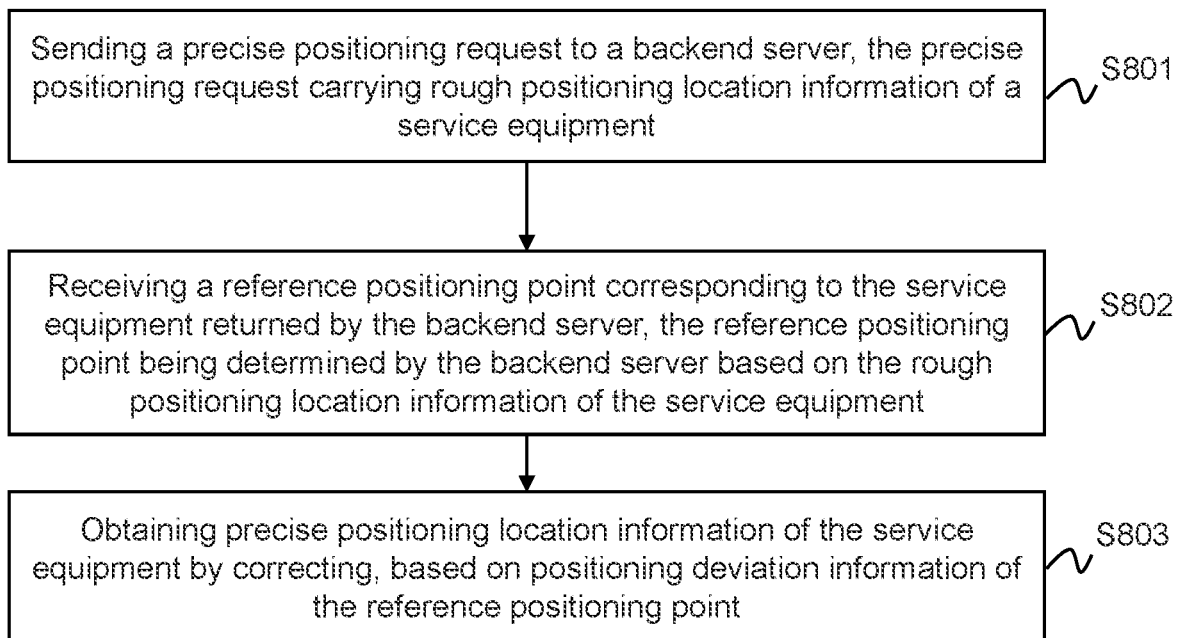 Sending a precise positioning request to a backend server, the precise
positioning request carrying rough positioning location information of a
service equipment
S801
Receiving a reference positioning point corresponding to the service
equipment returned by the backend server, the reference positioning
point being determined by the backend server based on the rough
positioning location information of the service equipment
S802
Obtaining precise positioning location information of the service
equipment by correcting, based on positioning deviation information of
the reference positioning point
S803